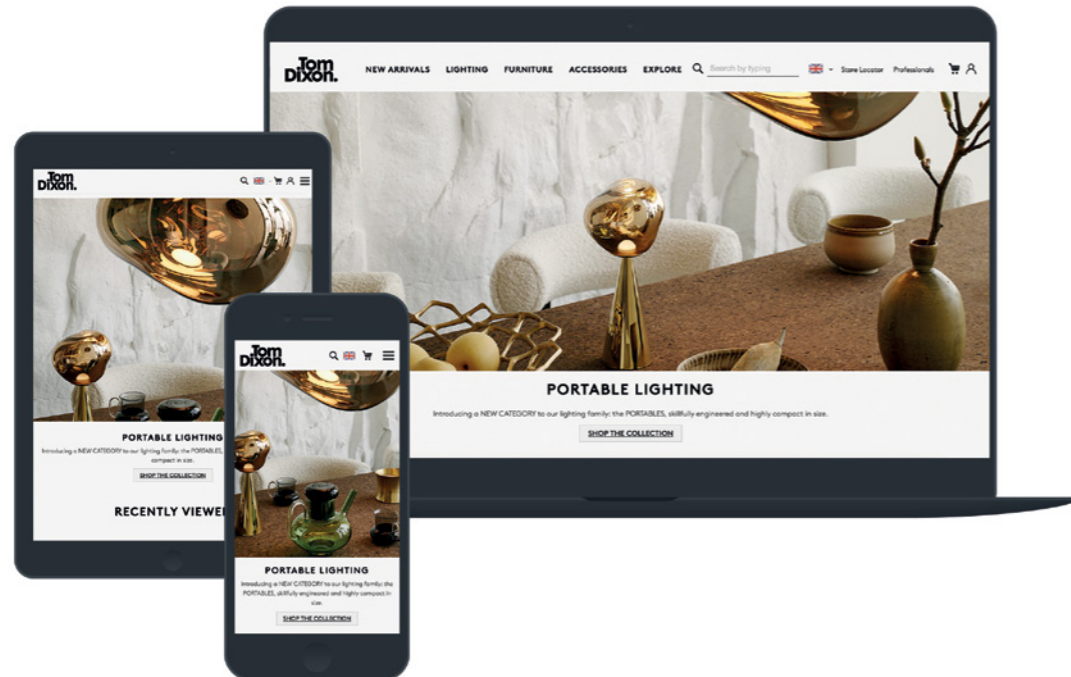 Tom
Dixon.
NEW ARRIVALS LIGHTING FURNITURE ACCESSORIES EXPLORE Search by typing Store Locator Professionals
PORTABLE LIGHTING
Introducing a NEW CATEGORY to our lighting family: the PORTABLES, skillfully engineered and highly compact in size.
SHOP THE COLLECTION
Tom
Dixon.
PORTABLE LIGHTING
Introducing a NEW CATEGORY to our lighting family: the PORTABLES,
compact in size.
SHOP THE COLLECTION
RECENTLY VIEWE
Tom
Dixon.
PORTABLE LIGHTING
Introducing a NEW CATEGORY to our lighting family: the
PORTABLES, skillfully engineered and highly compact in
size.
SHOP THE COLLECTION